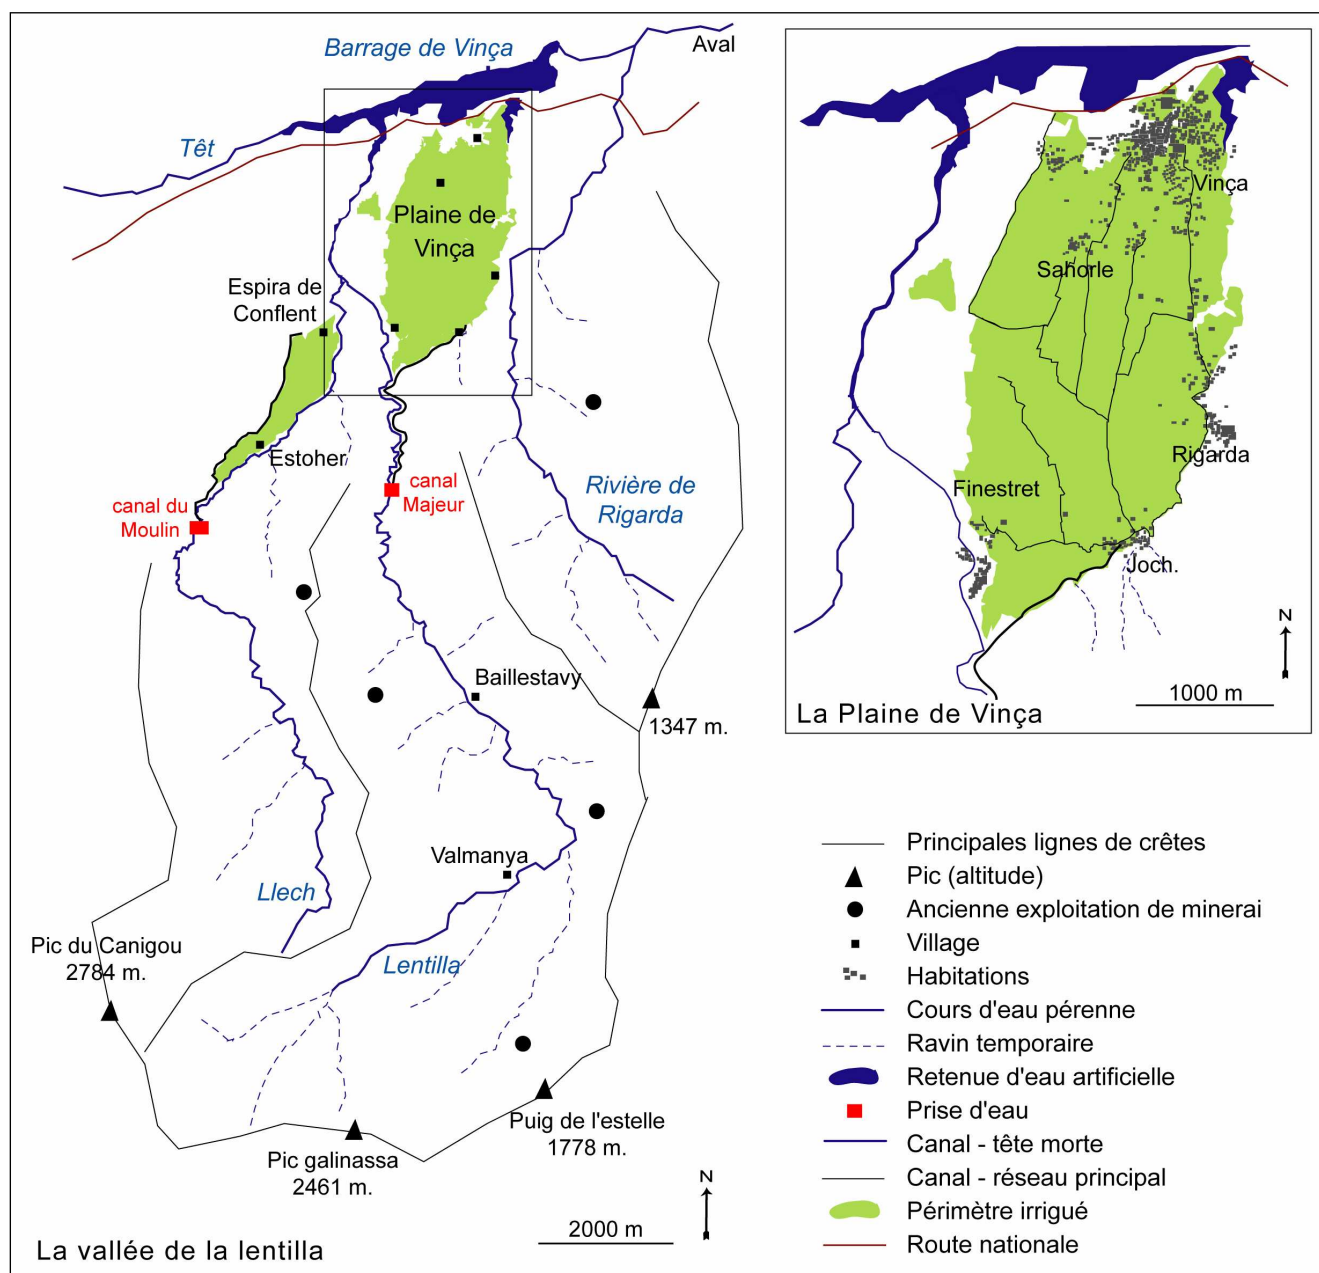 Barrage de Vinça
Aval
Têt
Plaine de
Vinça
Espira de
Conflent
Estoher
canal du
Moulin
canal
Majeur
Rivière de
Rigarda
Baillestavy
1347 m.
Valmanya
Llech
Lentilla
Pic du Canigou
2784 m.
Puig de l'estelle
1778 m.
Pic galinassa
2461 m.
N
2000 m
La vallée de la lentilla
Vinça
Sahorle
Rigarda
Finestret
Joch.
N
1000 m
La Plaine de Vinça
Principales lignes de crêtes
Pic (altitude)
Ancienne exploitation de minerai
Village
Habitations
Cours d'eau pérenne
Ravin temporaire
Retenue d'eau artificielle
Prise d'eau
Canal - tête morte
Canal - réseau principal
Périmètre irrigué
Route nationale